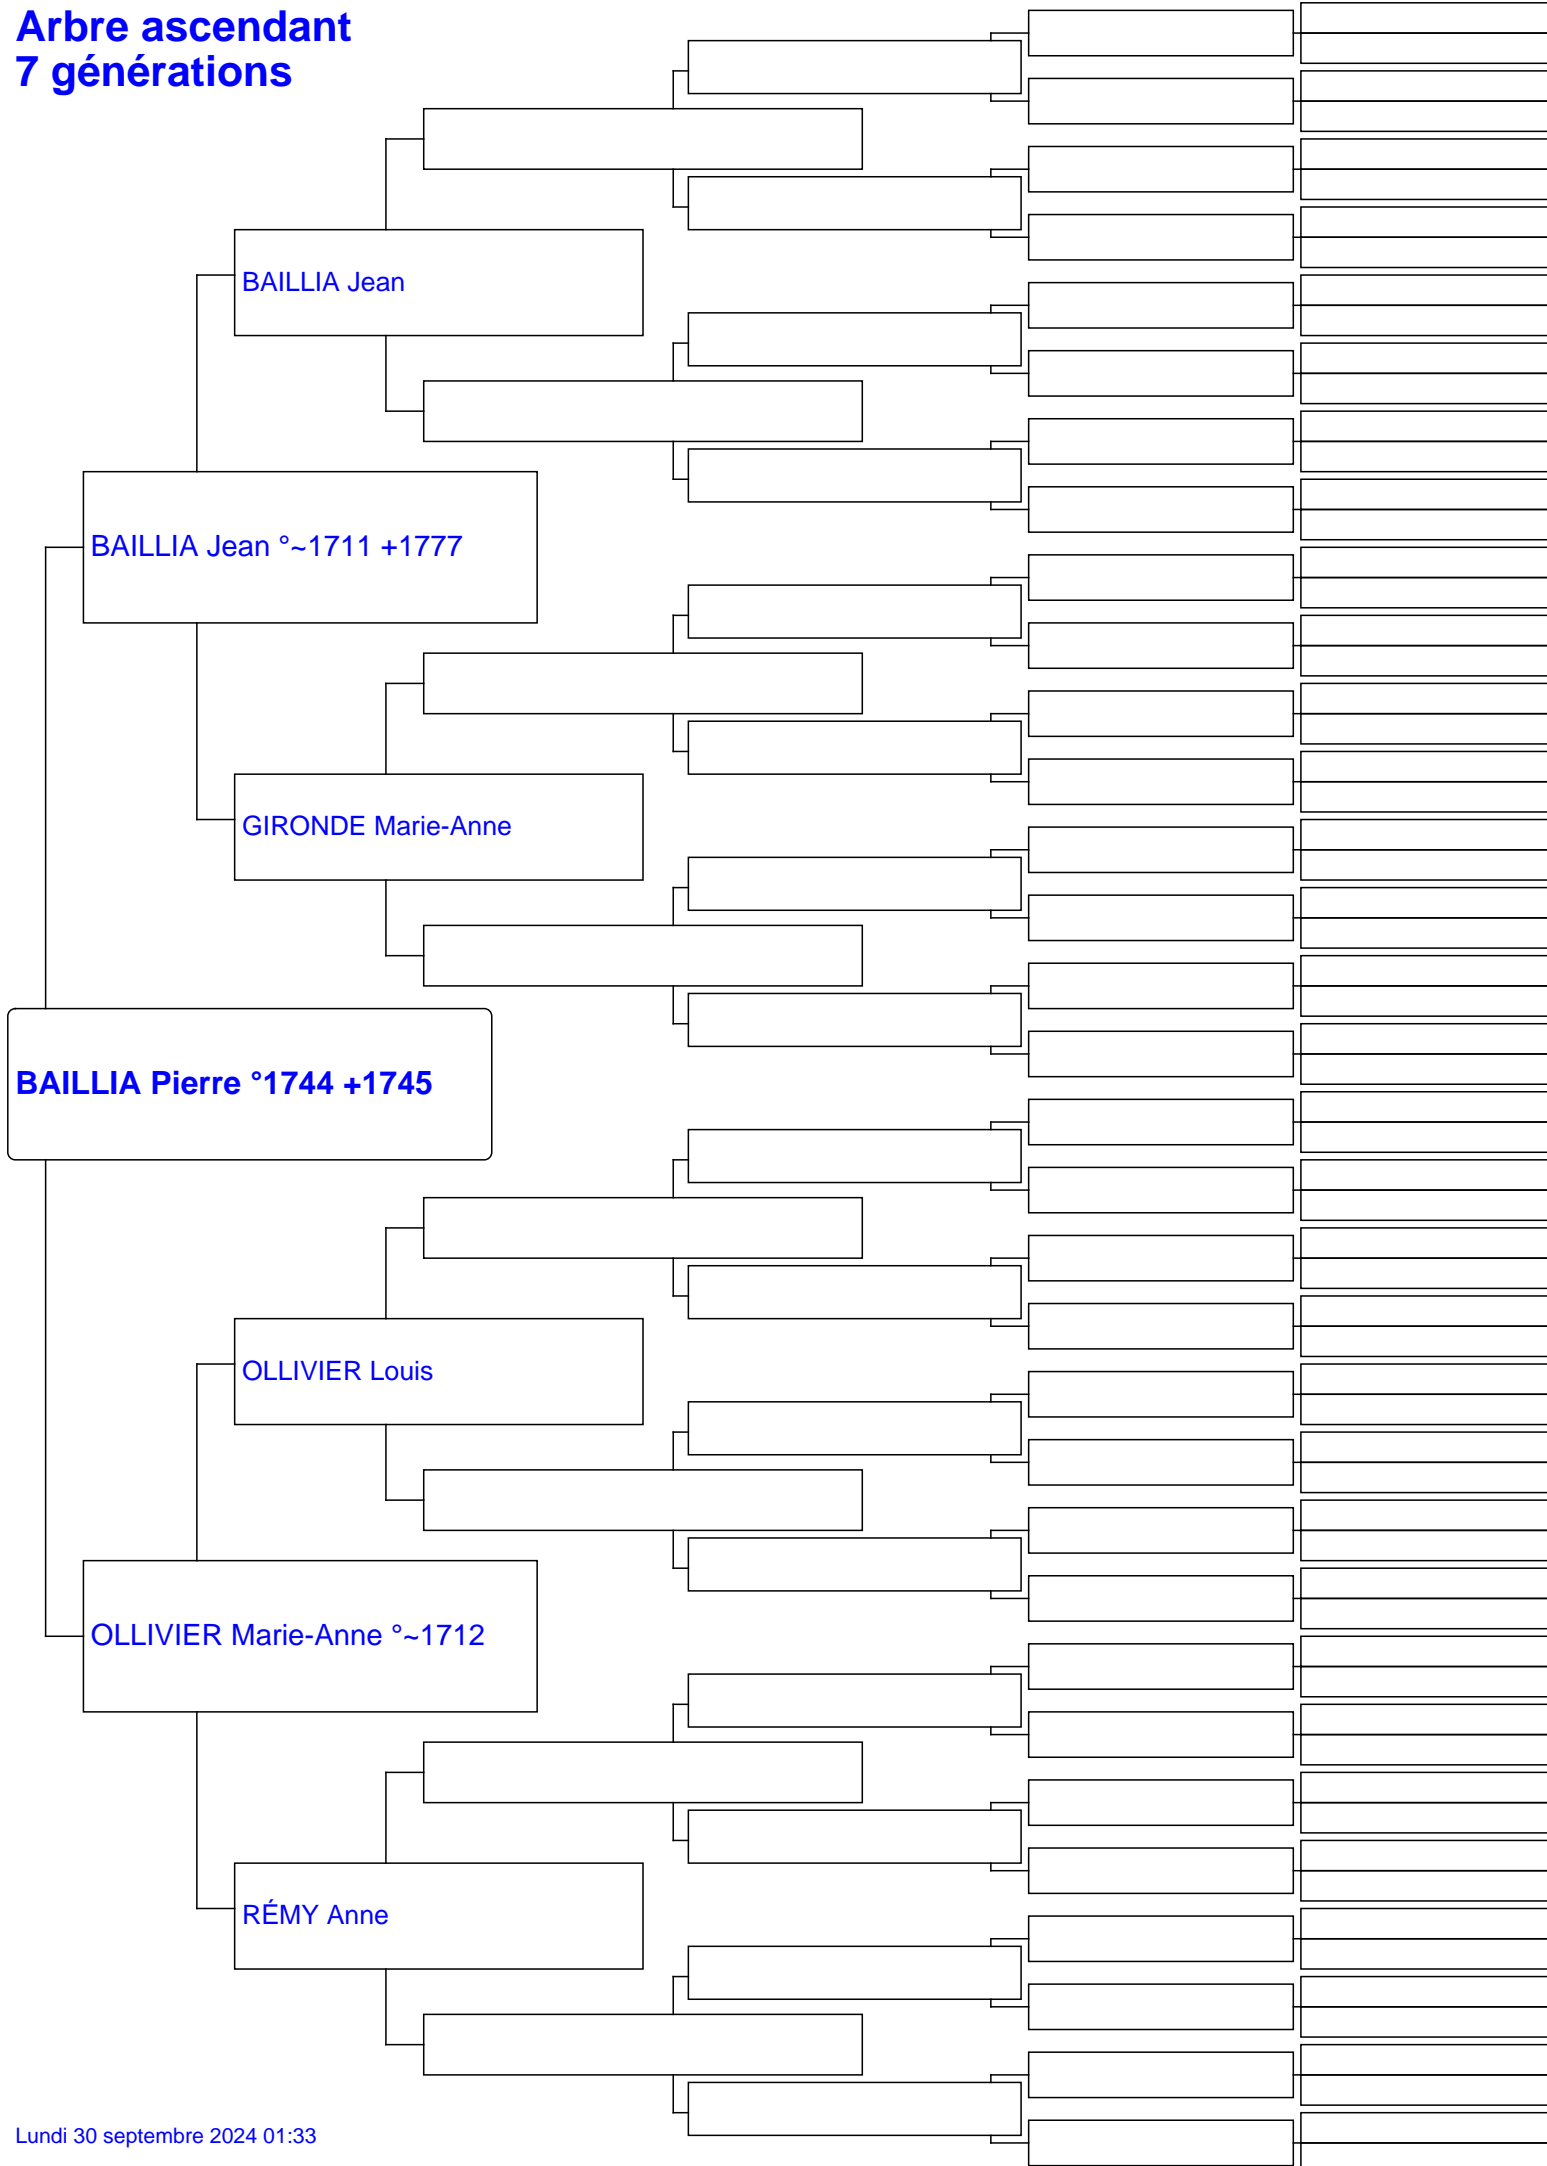 Arbre ascendant
7 générations
BAILLIA Jean
BAILLIA Jean °~1711 +1777
GIRONDE Marie-Anne
BAILLIA Pierre °1744 +1745
OLLIVIER Louis
OLLIVIER Marie-Anne °~1712
RÉMY Anne
Lundi 30 septembre 2024 01:33